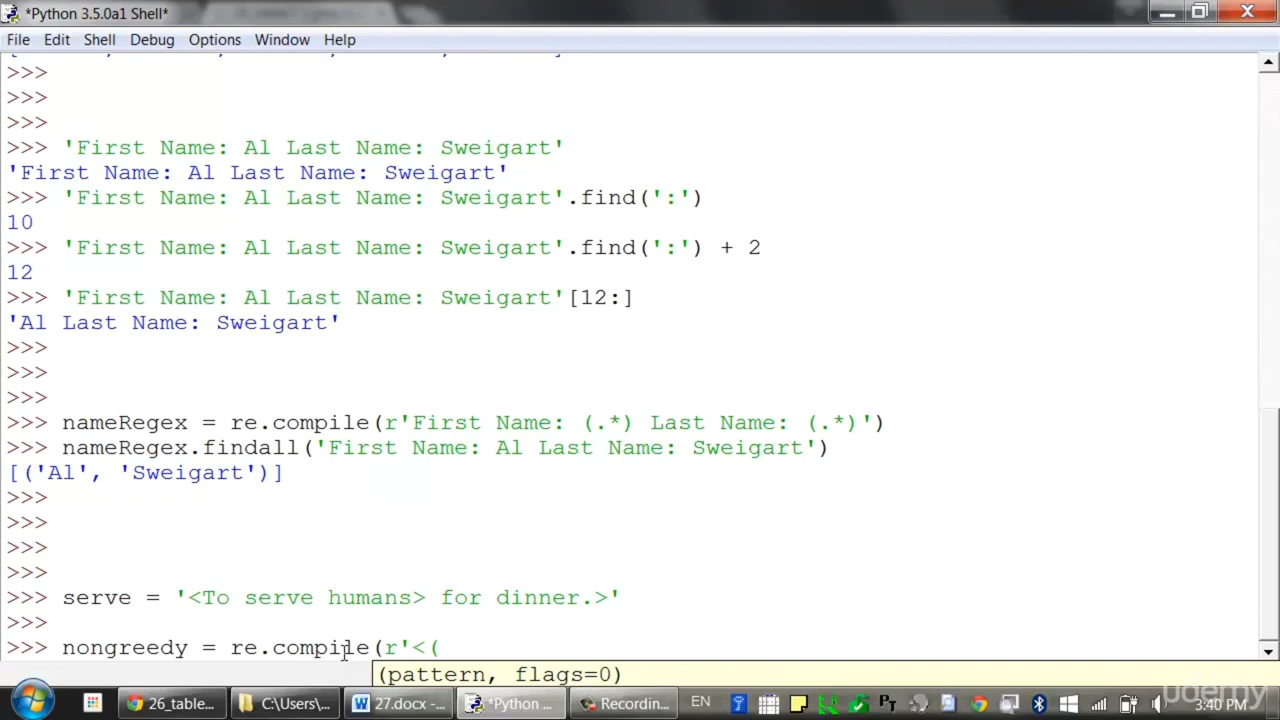 *Python 3.5.0a1 Shell*
File Edit Shell Debug Options Window Help
>>>
>>>
>>>
>>> 'First Name: Al Last Name: Sweigart'
'First Name: Al Last Name: Sweigart'
>>> 'First Name: Al Last Name: Sweigart'.find(':')
10
>>> 'First Name: Al Last Name: Sweigart'.find(':') + 2
12
>>> 'First Name: Al Last Name: Sweigart'[12:]
'Al Last Name: Sweigart'
>>>
>>>
>>>
>>> nameRegex = re.compile(r'First Name: (.*) Last Name: (.*)')
>>> nameRegex.findall('First Name: Al Last Name: Sweigart')
[('Al', 'Sweigart')]
>>>
>>>
>>>
>>>
>>> serve = '<To serve humans> for dinner.>'
>>>
>>> nongreedy = re.compile(r'<(
(pattern, flags=0)
26_table... C:\Users\... 27.docx -... *Python ... Recordin... EN 3:40 PM
udemy